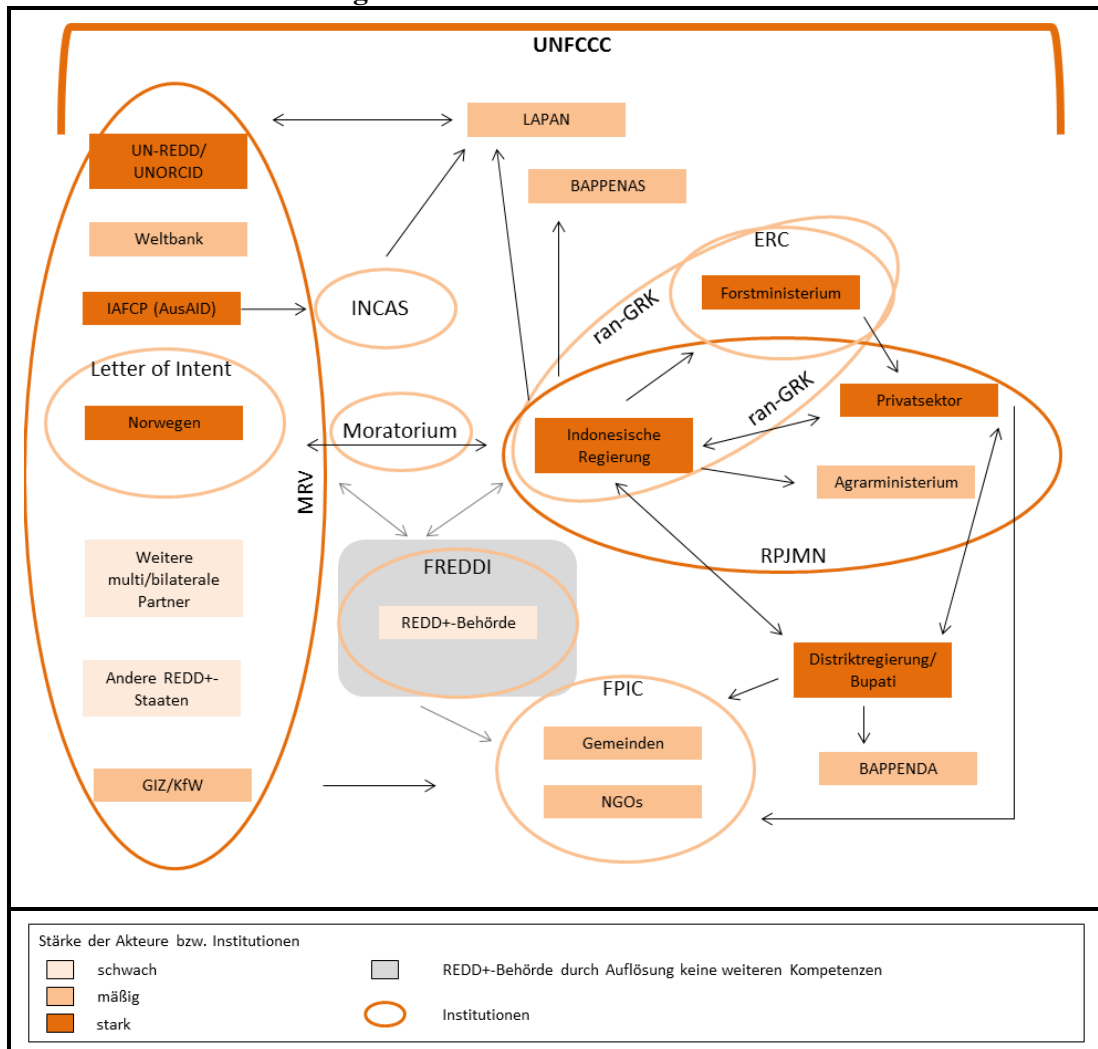 UNFCCC
LAPAN
UN-REDD/
UNORCID
BAPPENAS
Weltbank
ERC
Forstministerium
IAFCP (AusAID)
INCAS
ran-GRK
Letter of Intent
Norwegen
Moratorium
MRV
ran-GRK
Privatsektor
Indonesische
Regierung
Agrarministerium
RPJMN
Weitere
multi/bilaterale
Partner
FREDDI
REDD+-Behörde
Andere REDD+-
Staaten
Distriktregierung/
Bupati
FPIC
Gemeinden
BAPPENDA
GIZ/KfW
NGOs
Stärke der Akteure bzw. Institutionen
schwach
mäßig
stark
REDD+-Behörde durch Auflösung keine weiteren Kompetenzen
Institutionen